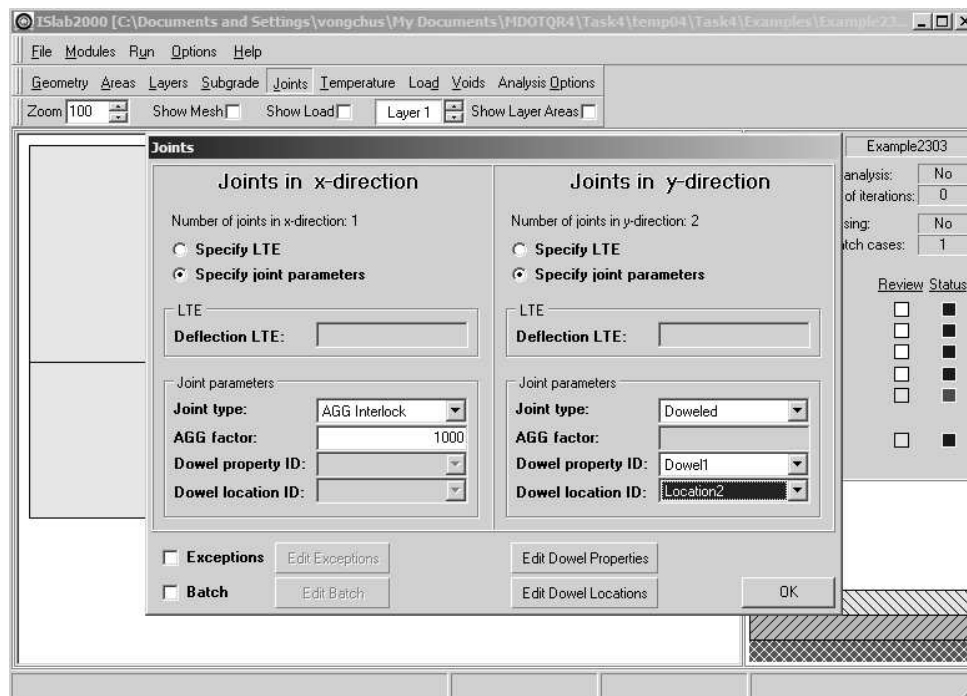 ISlab2000 [C:\Documents and Settings\vongchus\My Documents\MDOTQR4\Task4\temp04\Task4\Examples\Example23...
File Modules Run Options Help
Geometry Areas Layers Subgrade Joints Temperature Load Voids Analysis Options
Zoom 100 Show Mesh Show Load Layer 1 Show Layer Areas
Joints
Joints in x-direction
Number of joints in x-direction: 1
Specify LTE
Specify joint parameters
LTE
Deflection LTE:
Joint parameters
Joint type: AGG Interlock
AGG factor: 1000
Dowel property ID:
Dowel location ID:
Joints in y-direction
Number of joints in y-direction: 2
Specify LTE
Specify joint parameters
LTE
Deflection LTE:
Joint parameters
Joint type: Doweled
AGG factor:
Dowel property ID: Dowel1
Dowel location ID: Location2
Exceptions Edit Exceptions Edit Dowel Properties
Batch Edit Batch Edit Dowel Locations OK
Example2303
analysis: No
of iterations: 0
sing: No
tch cases: 1
Review Status